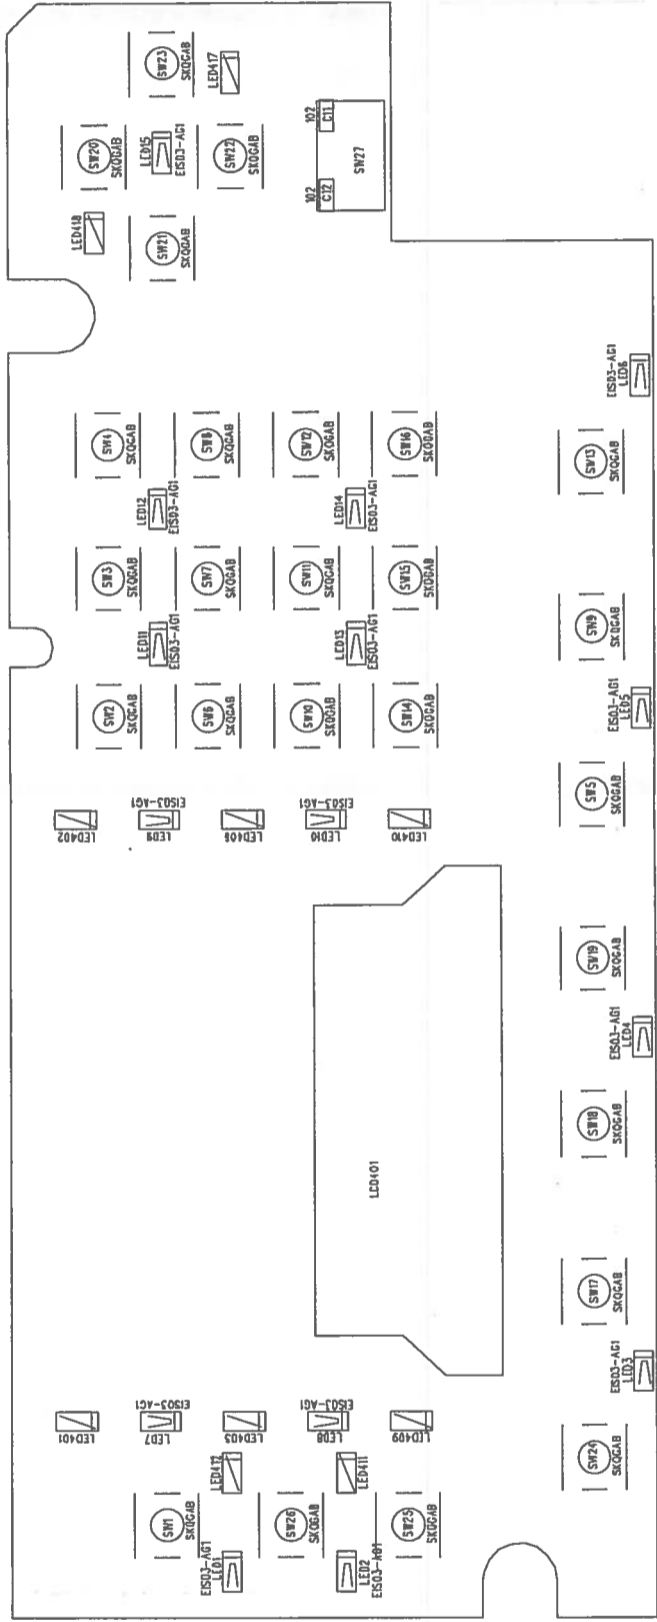 SW23
SKQGAB
LED417
SW20
SKQGAB
LED15
EIS03-AG1
SW22
SKQGAB
LED418
SW21
SKQGAB
102
C11
102
C12
SW27
EIS03-AG1
LED6
SW4
SKQGAB
SW8
SKQGAB
SW12
SKQGAB
SW16
SKQGAB
SW13
SKQGAB
LED12
EIS03-AG1
LED14
EIS03-AG1
SW3
SKQGAB
SW7
SKQGAB
SW11
SKQGAB
SW15
SKQGAB
SW9
SKQGAB
LED11
EIS03-AG1
LED13
EIS03-AG1
EIS03-AG1
LED5
SW2
SKQGAB
SW6
SKQGAB
SW10
SKQGAB
SW14
SKQGAB
SW5
SKQGAB
LED402
EIS03-AG1
LED9
LED406
EIS03-AG1
LED10
LED410
SW19
SKQGAB
EIS03-AG1
LED4
SW18
SKQGAB
LCD401
SW17
SKQGAB
EIS03-AG1
LED3
LED401
EIS03-AG1
LED7
LED403
EIS03-AG1
LED8
LED409
SW24
SKQGAB
LED412
LED411
SW1
SKQGAB
SW26
SKQGAB
SW25
SKQGAB
EIS03-AG1
LED1
LED2
EIS03-AG1